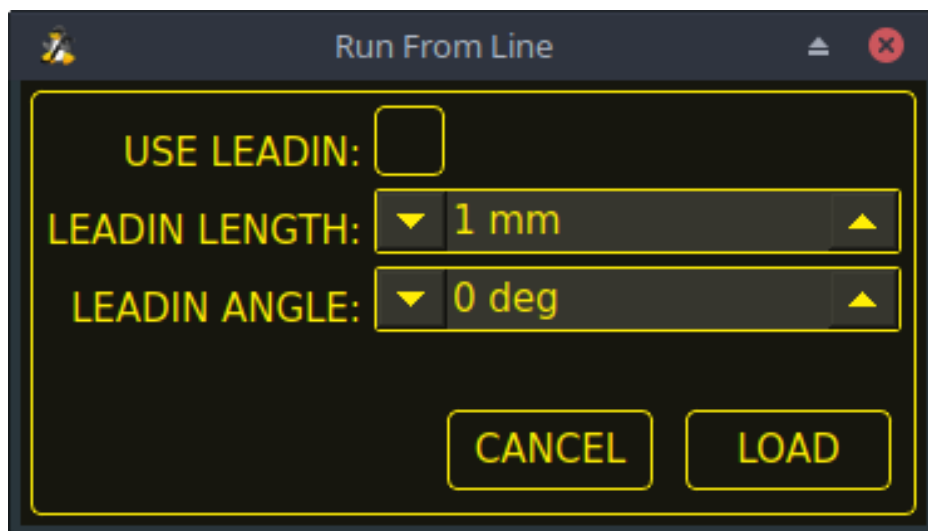 Run From Line
USE LEADIN:
LEADIN LENGTH: 1 mm
LEADIN ANGLE: 0 deg
CANCEL LOAD